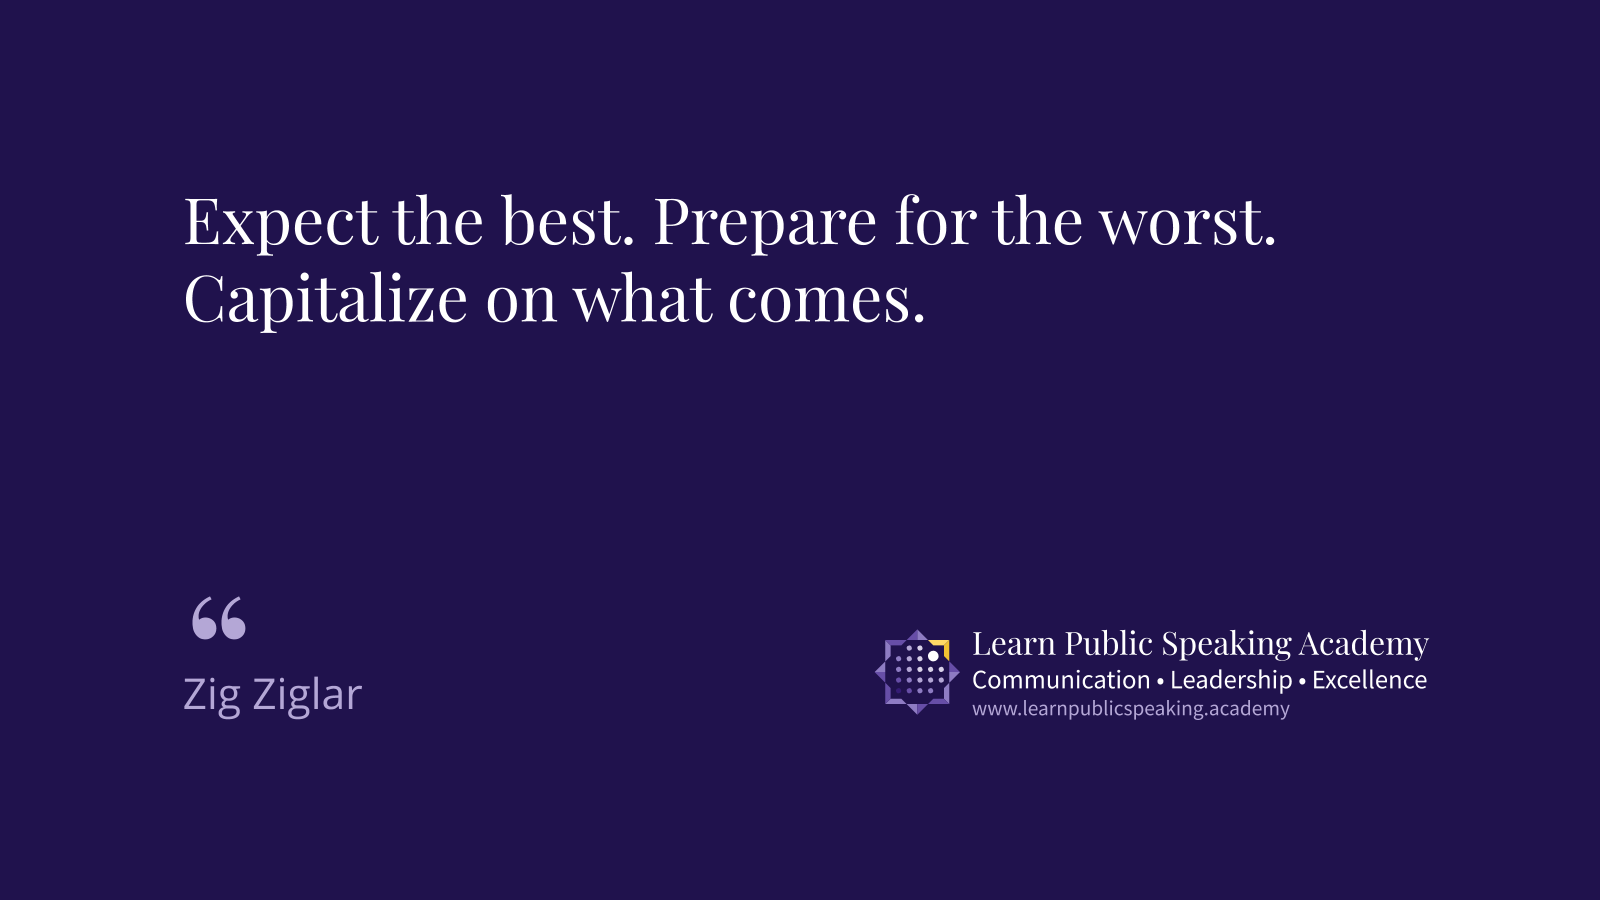 Expect the best. Prepare for the worst.
Capitalize on what comes.
“
Zig Ziglar
Learn Public Speaking Academy
Communication • Leadership • Excellence
www.learnpublicspeaking.academy